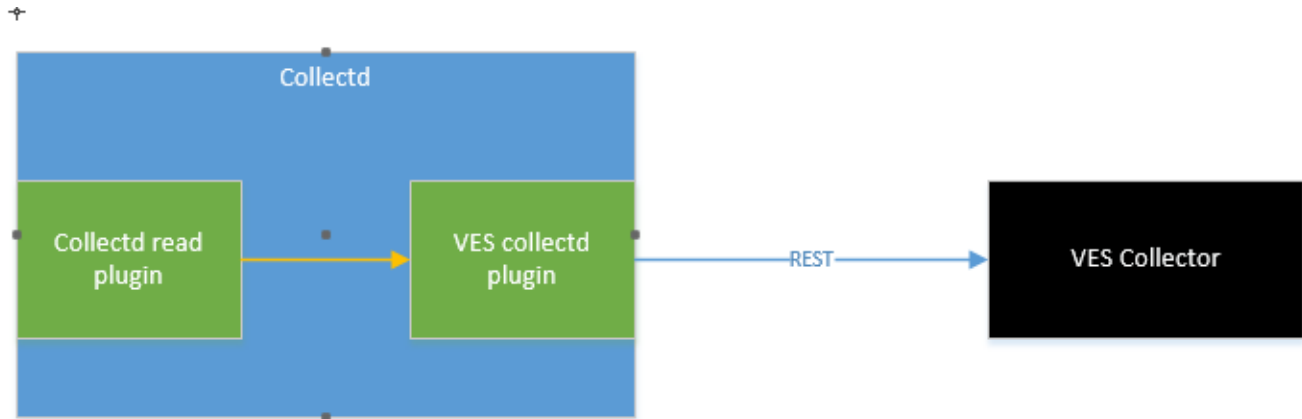 Collectd
Collectd read
plugin
VES collectd
plugin
REST
VES Collector